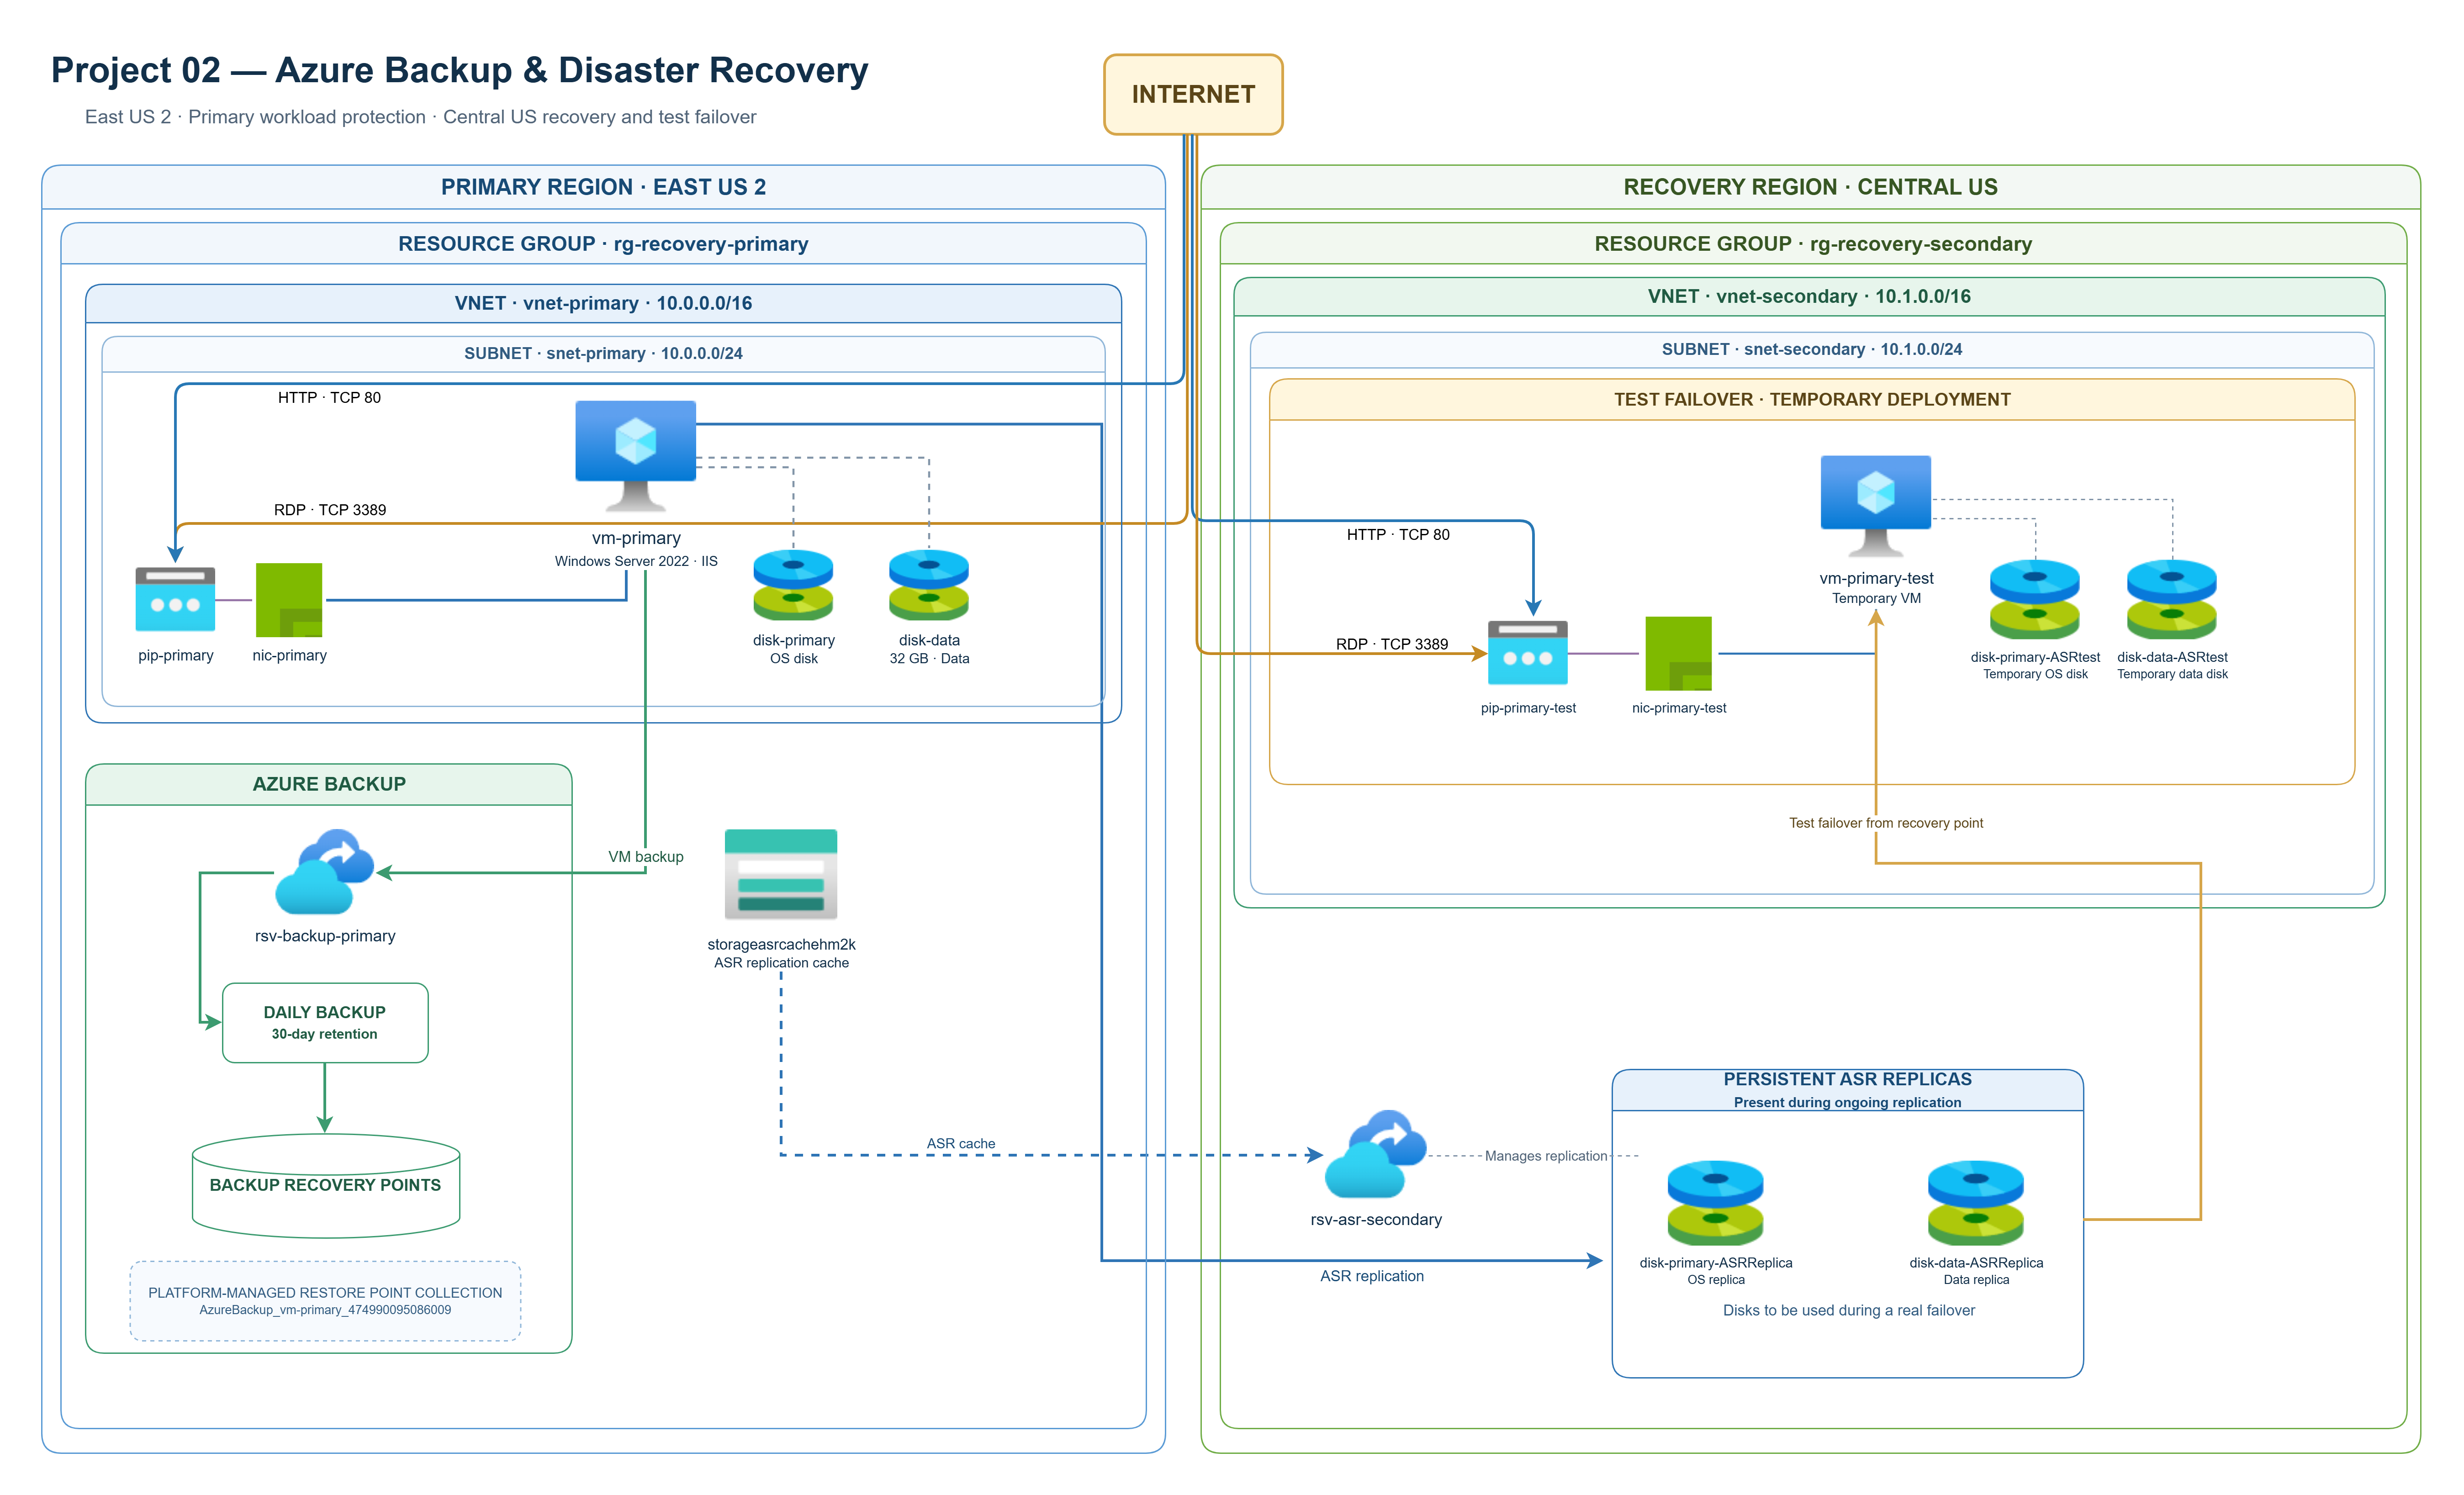 Project 02 — Azure Backup & Disaster Recovery
East US 2 · Primary workload protection · Central US recovery and test failover
INTERNET
PRIMARY REGION · EAST US 2
RESOURCE GROUP · rg-recovery-primary
VNET · vnet-primary · 10.0.0.0/16
SUBNET · snet-primary · 10.0.0.0/24
HTTP · TCP 80
RDP · TCP 3389
vm-primary
Windows Server 2022 · IIS
pip-primary
nic-primary
disk-primary
OS disk
disk-data
32 GB · Data
AZURE BACKUP
VM backup
rsv-backup-primary
DAILY BACKUP
30-day retention
BACKUP RECOVERY POINTS
PLATFORM-MANAGED RESTORE POINT COLLECTION
AzureBackup_vm-primary_474990095086009
storageasrcachehm2k
ASR replication cache
ASR cache
RECOVERY REGION · CENTRAL US
RESOURCE GROUP · rg-recovery-secondary
VNET · vnet-secondary · 10.1.0.0/16
SUBNET · snet-secondary · 10.1.0.0/24
TEST FAILOVER · TEMPORARY DEPLOYMENT
HTTP · TCP 80
RDP · TCP 3389
vm-primary-test
Temporary VM
pip-primary-test
nic-primary-test
disk-primary-ASRtest
Temporary OS disk
disk-data-ASRtest
Temporary data disk
Test failover from recovery point
rsv-asr-secondary
Manages replication
ASR replication
PERSISTENT ASR REPLICAS
Present during ongoing replication
disk-primary-ASRReplica
OS replica
disk-data-ASRReplica
Data replica
Disks to be used during a real failover